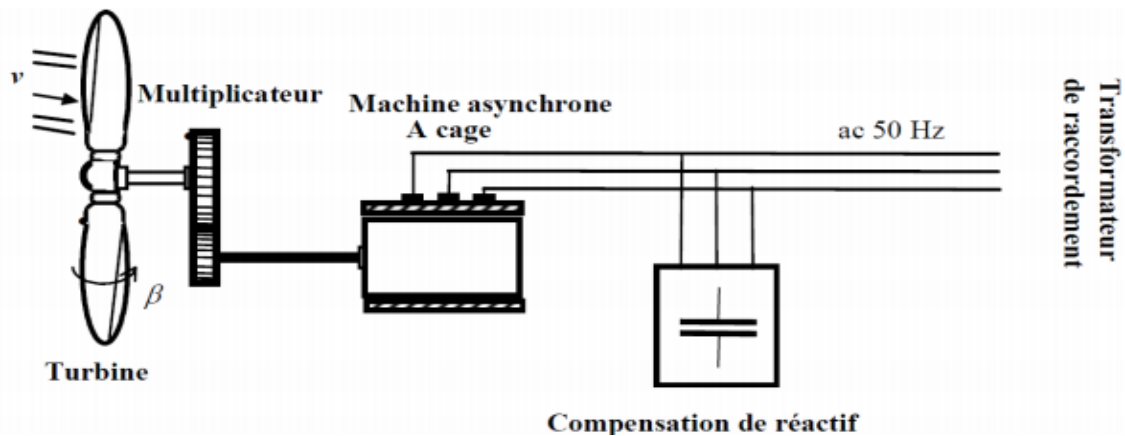 v
Multiplicateur
Machine asynchrone
A cage
ac 50 Hz
Transformateur
de raccordement
β
Turbine
Compensation de réactif